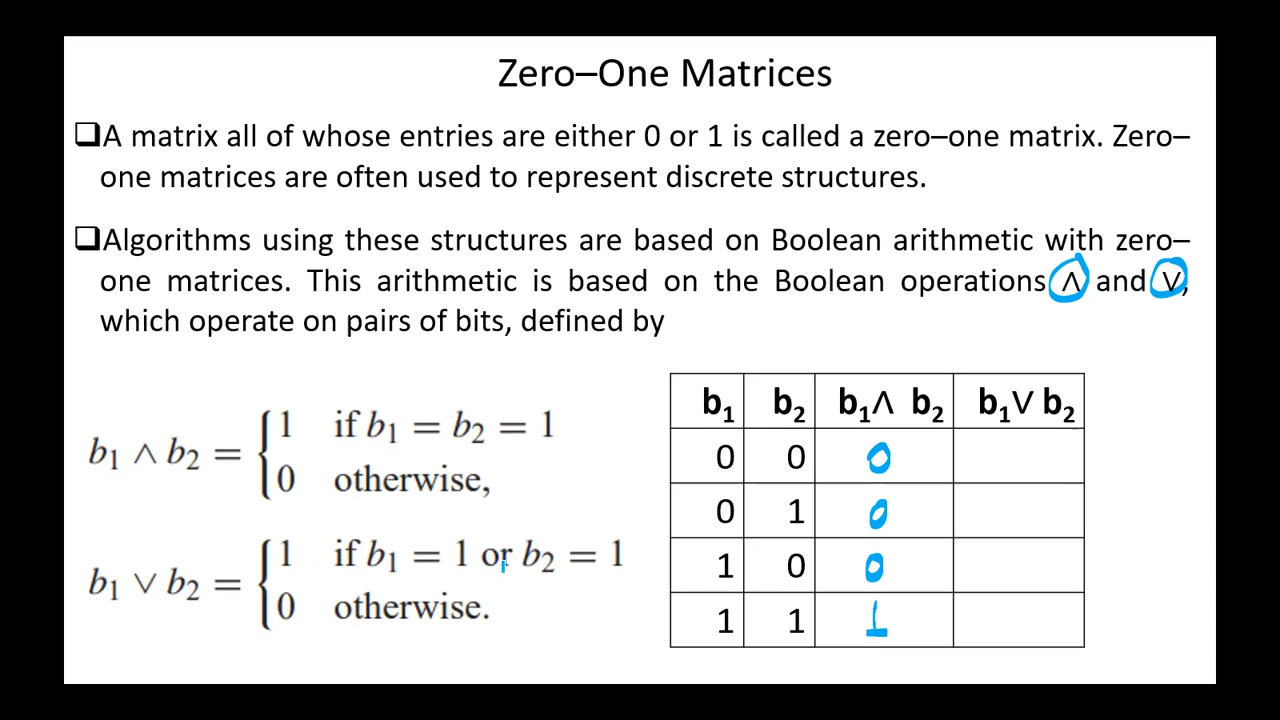 Zero–One Matrices
❑A matrix all of whose entries are either 0 or 1 is called a zero–one matrix. Zero–
one matrices are often used to represent discrete structures.
❑Algorithms using these structures are based on Boolean arithmetic with zero–
one matrices. This arithmetic is based on the Boolean operations ∧ and ∨,
which operate on pairs of bits, defined by
b₁ ∧ b₂ = { 1 if b₁ = b₂ = 1
0 otherwise,
b₁ ∨ b₂ = { 1 if b₁ = 1 or b₂ = 1
0 otherwise.
b₁ b₂ b₁∧ b₂ b₁∨ b₂
0 0 0
0 1 0
1 0 0
1 1 1